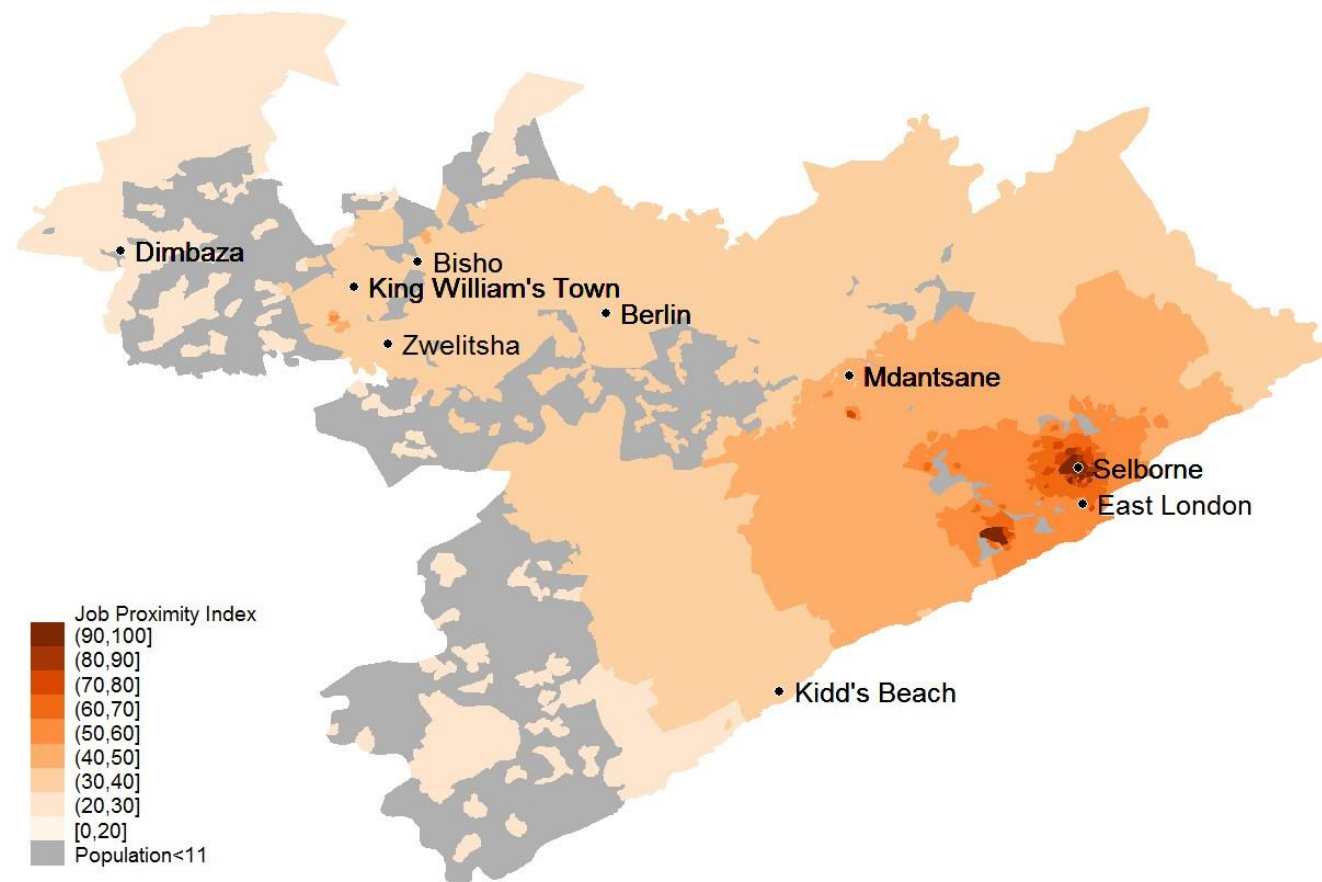 Dimbaza
Bisho
King William's Town
Berlin
Zwelitsha
Mdantsane
Selborne
East London
Kidd's Beach
Job Proximity Index
(90,100]
(80,90]
(70,80]
(60,70]
(50,60]
(40,50]
(30,40]
(20,30]
[0,20]
Population<11